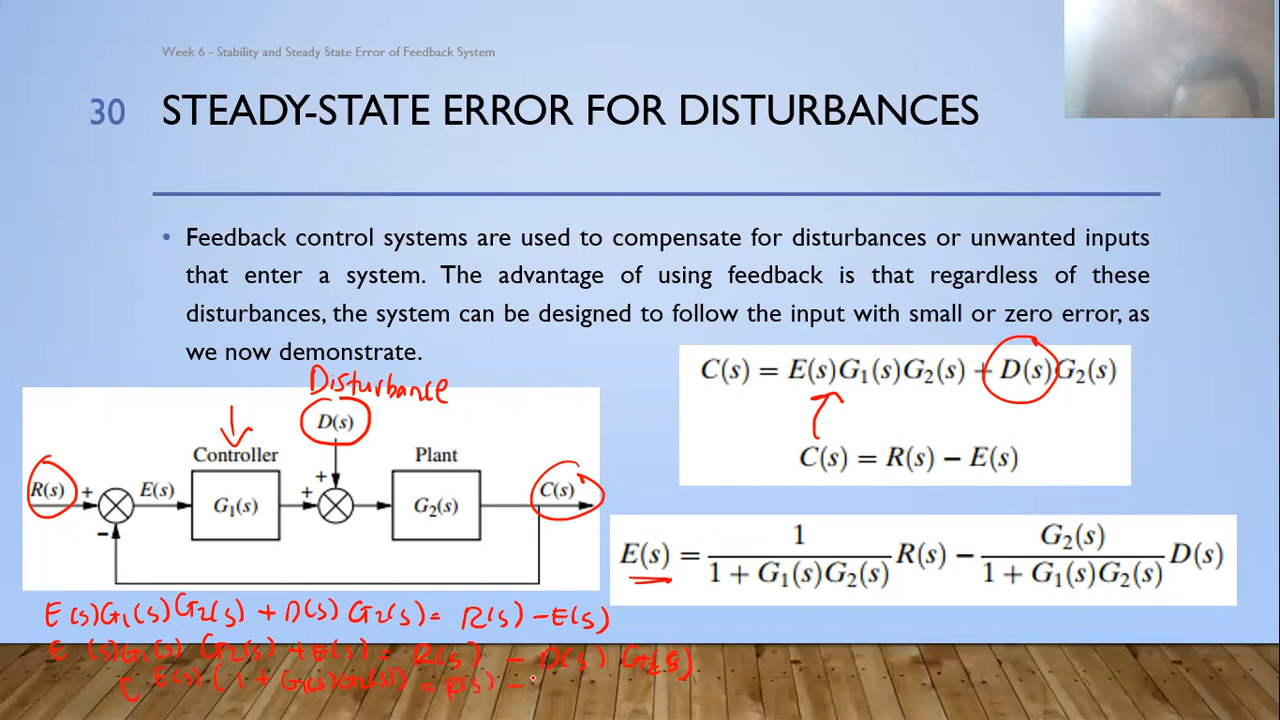 Week 6 - Stability and Steady State Error of Feedback System
30 STEADY-STATE ERROR FOR DISTURBANCES
• Feedback control systems are used to compensate for disturbances or unwanted inputs
that enter a system. The advantage of using feedback is that regardless of these
disturbances, the system can be designed to follow the input with small or zero error, as
we now demonstrate.
C(s) = E(s)G₁(s)G₂(s) + D(s)G₂(s)
C(s) = R(s) − E(s)
E(s) = 1 / (1 + G₁(s)G₂(s)) R(s) − G₂(s) / (1 + G₁(s)G₂(s)) D(s)
Disturbance
D(s)
Controller
Plant
R(s) +
E(s)
G₁(s)
+
+
G₂(s)
C(s)
−
E(s)G₁(s)G₂(s) + D(s)G₂(s) = R(s) − E(s)
E(s)G₁(s)G₂(s) + E(s) = R(s) − D(s)G₂(s)
E(s)(1 + G₁(s)G₂(s)) = R(s) −